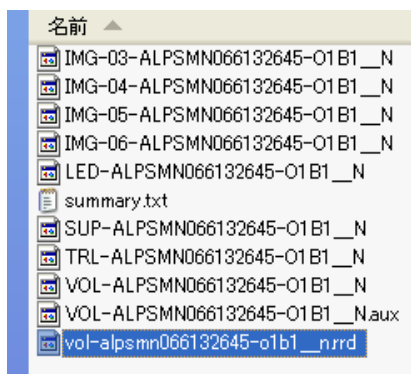 名前
IMG-03-ALPSMN066132645-O1B1__N
IMG-04-ALPSMN066132645-O1B1__N
IMG-05-ALPSMN066132645-O1B1__N
IMG-06-ALPSMN066132645-O1B1__N
LED-ALPSMN066132645-O1B1__N
summary.txt
SUP-ALPSMN066132645-O1B1__N
TRL-ALPSMN066132645-O1B1__N
VOL-ALPSMN066132645-O1B1__N
VOL-ALPSMN066132645-O1B1__N.aux
vol-alpsmn066132645-o1b1__n.rrd